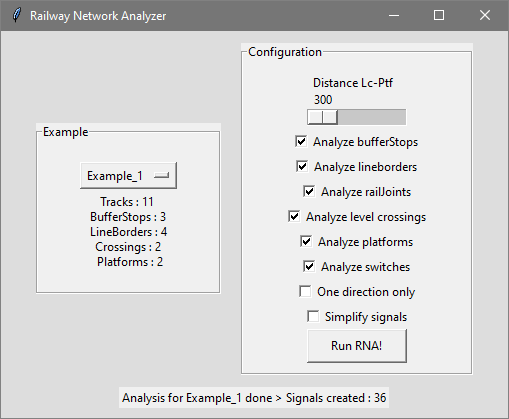 Railway Network Analyzer
Example
Example_1
Tracks : 11
BufferStops : 3
LineBorders : 4
Crossings : 2
Platforms : 2
Configuration
Distance Lc-Ptf
300
Analyze bufferStops
Analyze lineborders
Analyze railJoints
Analyze level crossings
Analyze platforms
Analyze switches
One direction only
Simplify signals
Run RNA!
Analysis for Example_1 done > Signals created : 36